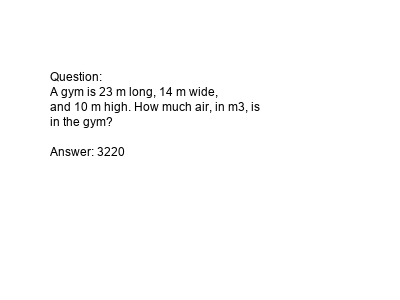 Question:
A gym is 23 m long, 14 m wide,
and 10 m high. How much air, in m3, is
in the gym?
Answer: 3220